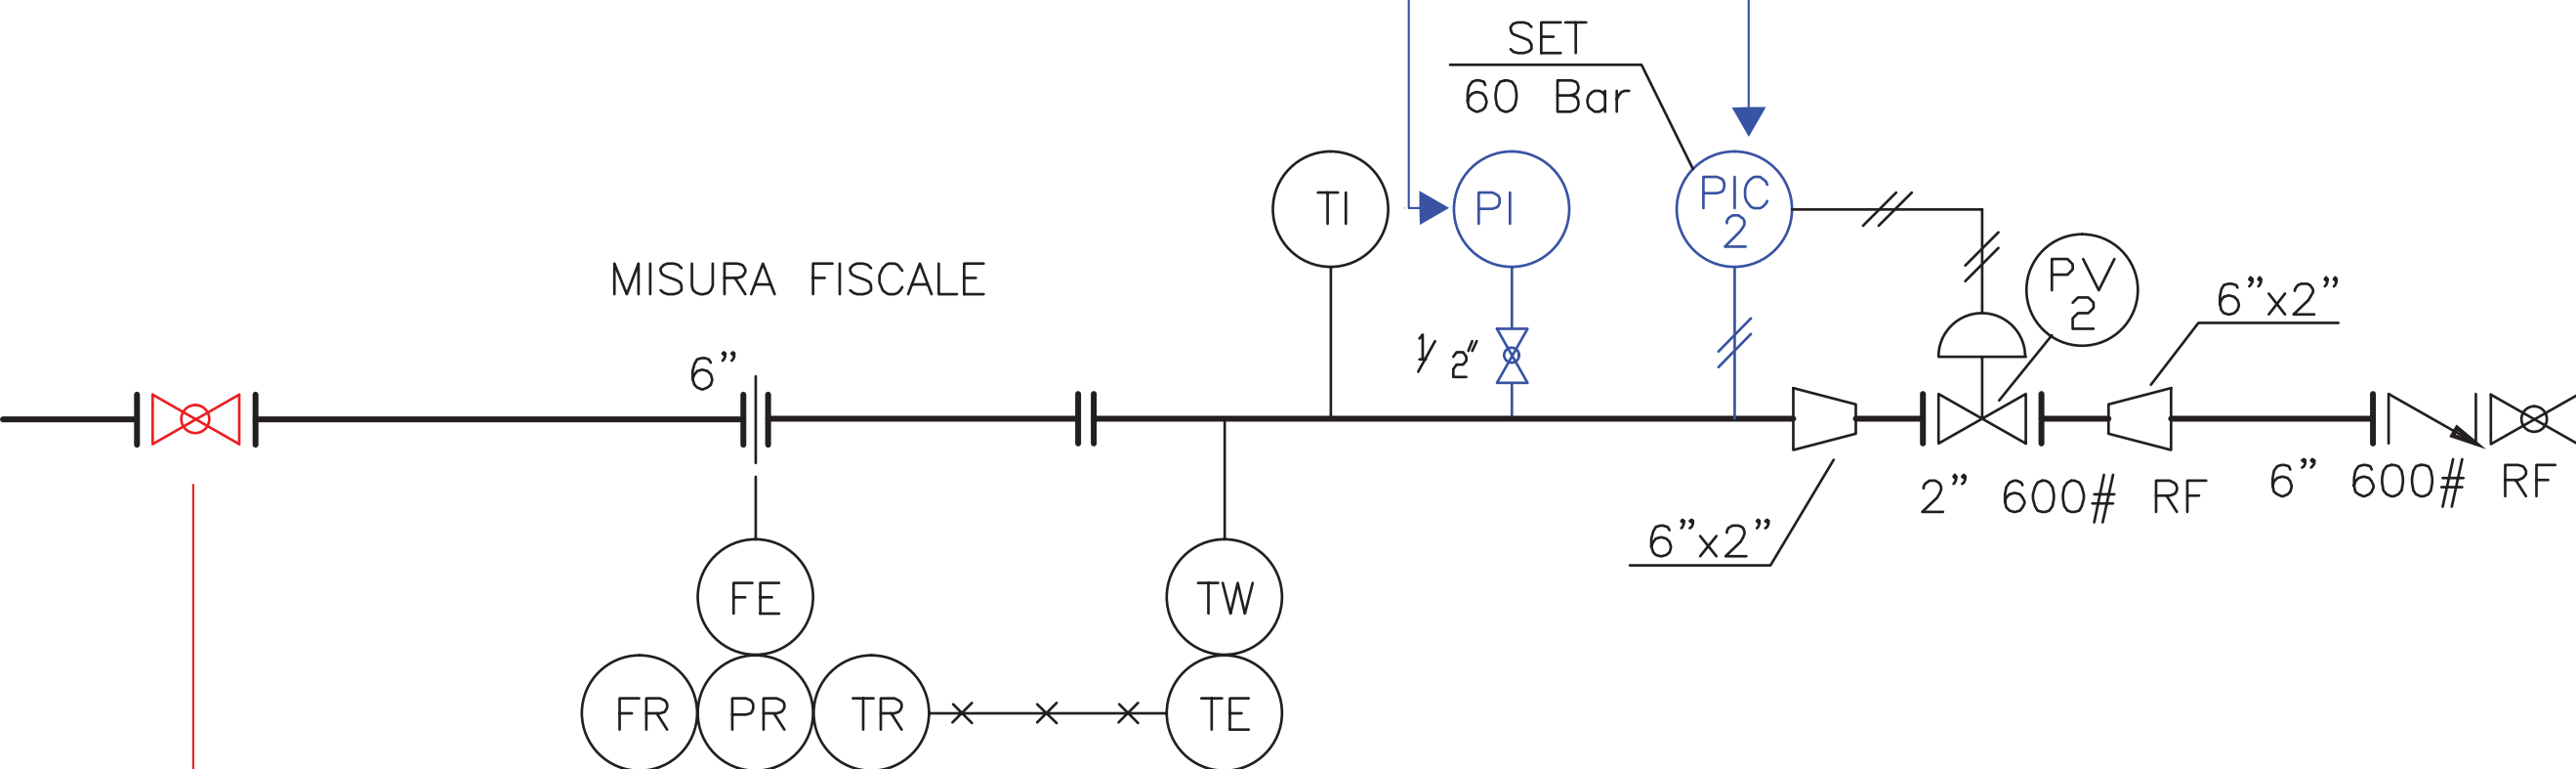 SET
60 Bar
TI
PI
PIC
2
MISURA FISCALE
PV
2
6”x2”
1/2"
6”
6”x2”
2” 600# RF
6” 600# RF
FE
TW
FR
PR
TR
TE